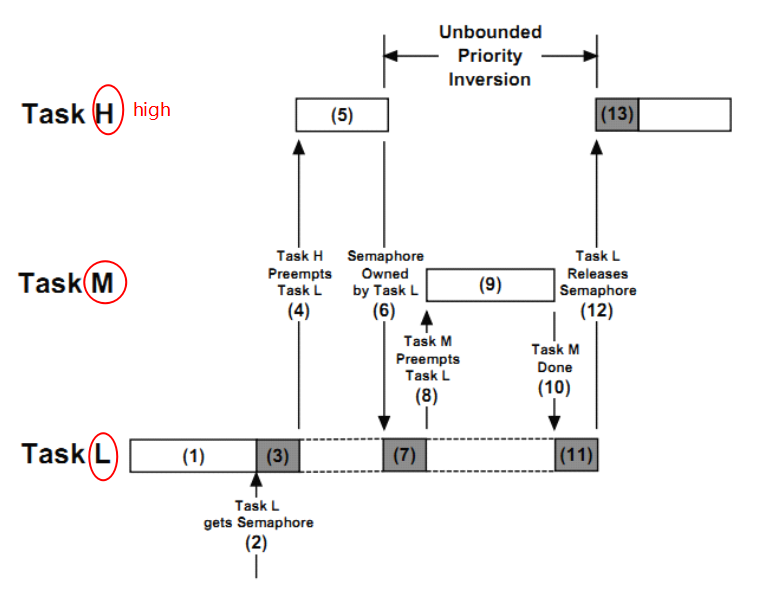 Unbounded
Priority
Inversion
Task H high
(5)
(13)
Task H
Preempts
Task L
(4)
Semaphore
Owned
by Task L
(6)
Task L
Releases
Semaphore
(12)
Task M
(9)
Task M
Preempts
Task L
(8)
Task M
Done
(10)
Task L
(1)
(3)
(7)
(11)
Task L
gets Semaphore
(2)